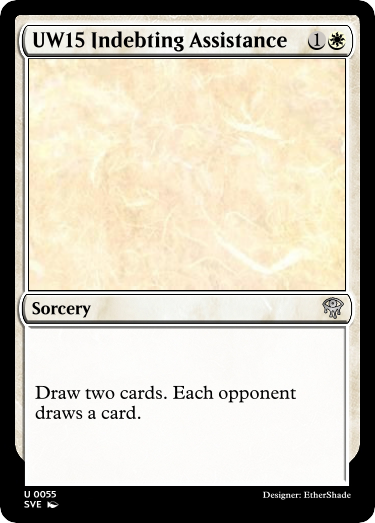 UW15 Indebting Assistance 1
Sorcery
Draw two cards. Each opponent
draws a card.
U 0055
SVE
Designer: EtherShade